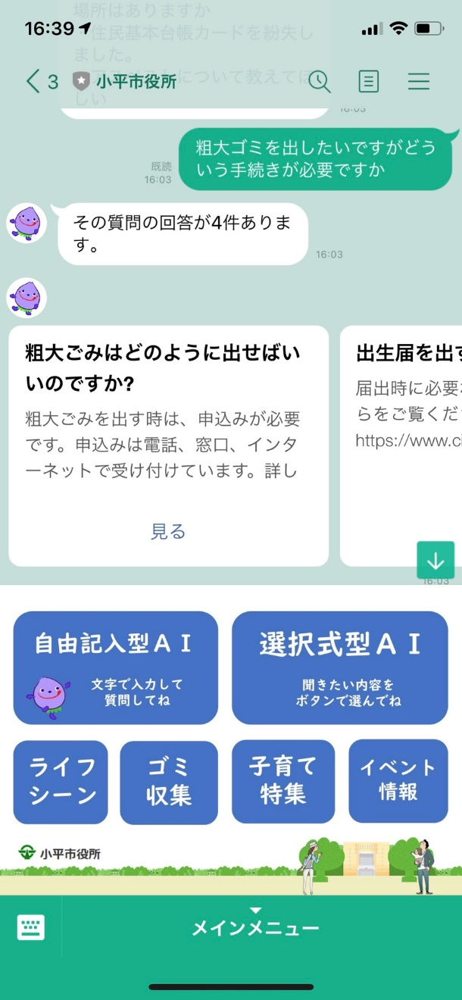 16:39
場所はありますか
・住民基本台帳カードを紛失し
ました。
3
小平市役所
について教えてほ
しい
16:03
粗大ゴミを出したいですがどう
いう手続きが必要ですか
既読
16:03
その質問の回答が4件ありま
す。
16:03
粗大ごみはどのように出せばい
いのですか?
粗大ごみを出す時は、申込みが必要
です。申込みは電話、窓口、インタ
ーネットで受け付けています。詳し
見る
出生届を出す
届出時に必要な
らをご覧くだ
https://www.ci
16:03
自由記入型AI
文字で入力して
質問してね
選択式型AI
聞きたい内容を
ボタンで選んでね
ライフ
シーン
ゴミ
収集
子育て
特集
イベント
情報
小平市役所
メインメニュー